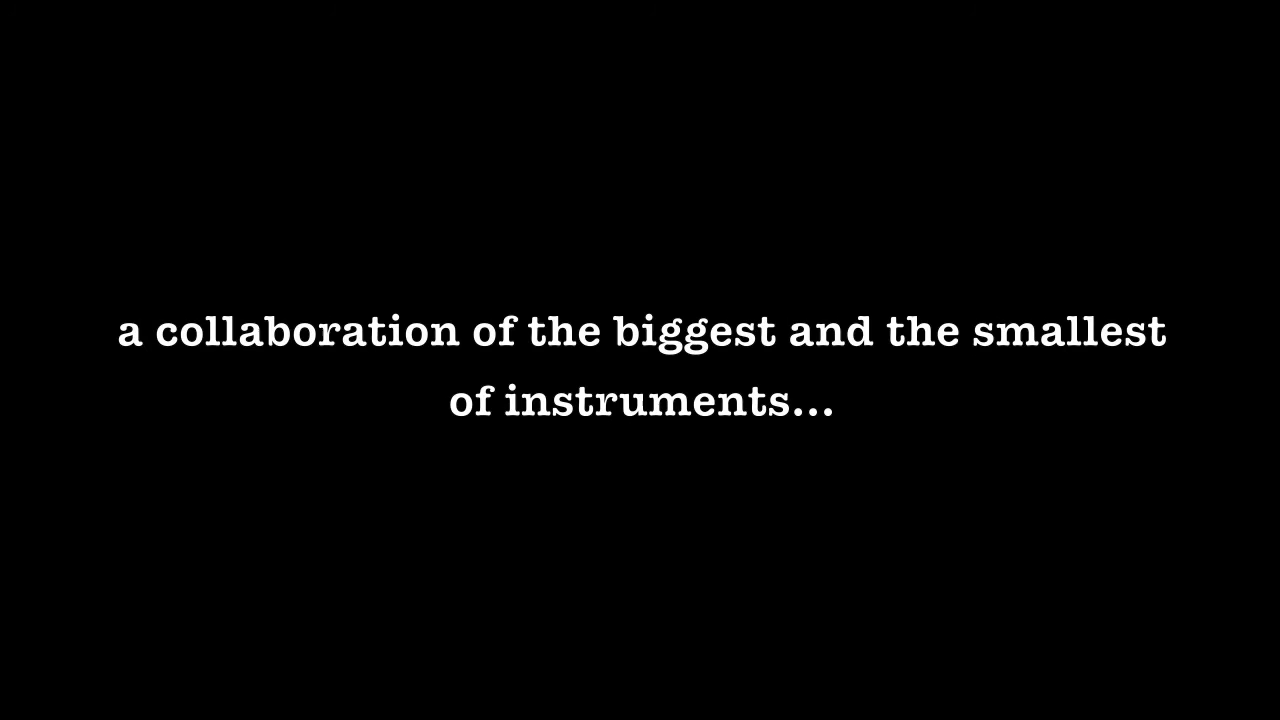 a collaboration of the biggest and the smallest
of instruments...